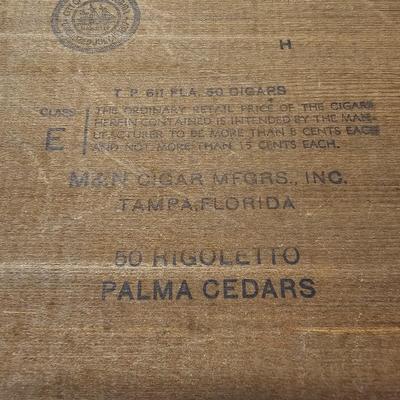 H
T. P. 611 FLA. 50 CIGARS
CLASS E
THE ORDINARY RETAIL PRICE OF THE CIGARS
HEREIN CONTAINED IS INTENDED BY THE MAN-
UFACTURER TO BE MORE THAN 8 CENTS EACH
AND NOT MORE THAN 15 CENTS EACH.
M&N CIGAR MFGRS., INC.
TAMPA, FLORIDA
50 RIGOLETTO
PALMA CEDARS